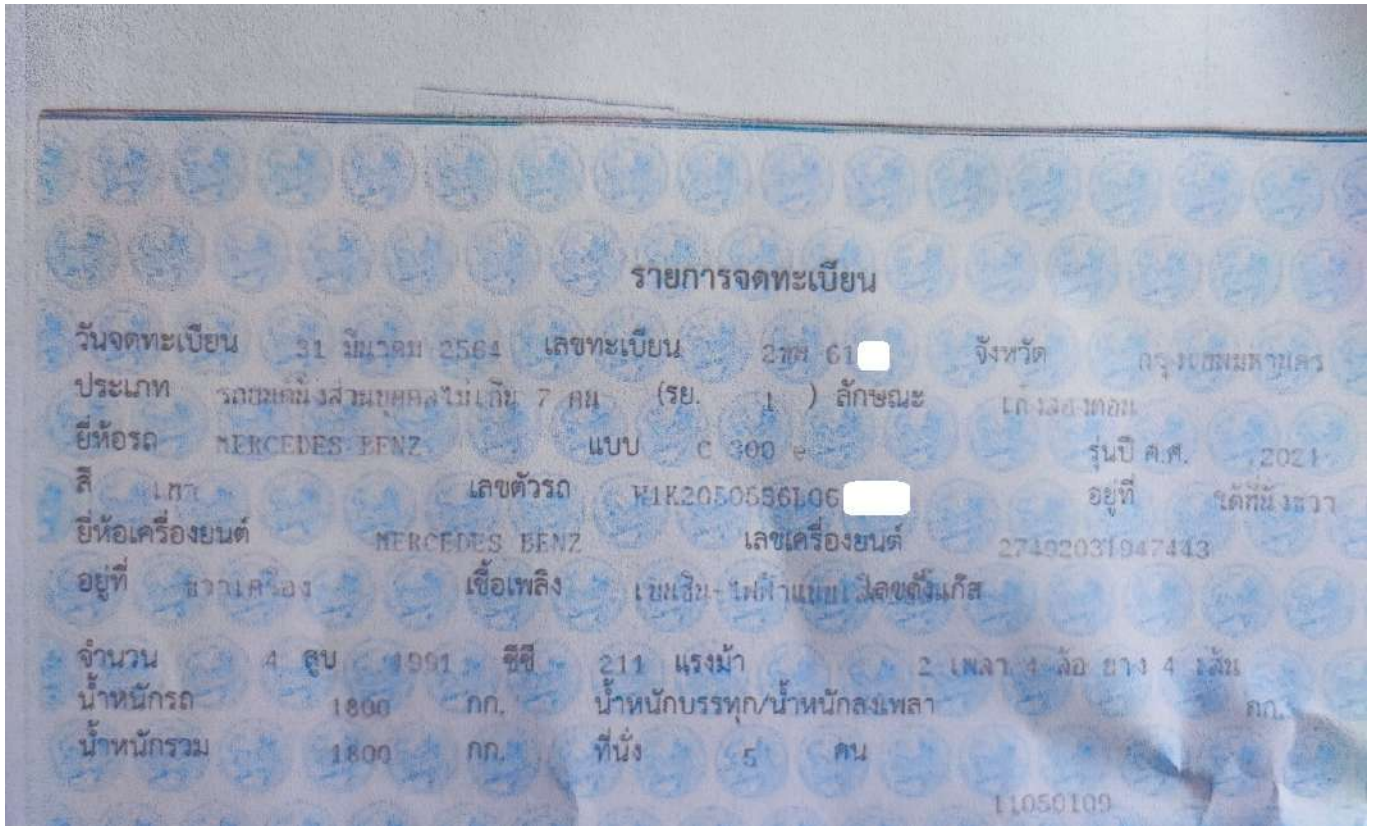 รายการจดทะเบียน
วันจดทะเบียน 31 มีนาคม 2564 เลขทะเบียน 61 จังหวัด กรุงเทพมหานคร
ประเภท รถยนต์นั่งส่วนบุคคลไม่เกิน 7 คน (รย. 1 ) ลักษณะ เก๋งสองตอน
ยี่ห้อรถ MERCEDES BENZ แบบ C 300 e รุ่นปี ค.ศ. 2021
สี เทา เลขตัวรถ อยู่ที่ ใต้ที่นั่งขวา
ยี่ห้อเครื่องยนต์ MERCEDES BENZ เลขเครื่องยนต์ 27492031947443
อยู่ที่ ขวาเครื่อง เชื้อเพลิง เบนซิน-ไฟฟ้าแบบ เลขถังแก๊ส
จำนวน 4 สูบ 1991 ซีซี 211 แรงม้า 2 เพลา 4 ล้อ ยาง 4 เส้น
น้ำหนักรถ 1800 กก. น้ำหนักบรรทุก/น้ำหนักลงเพลา กก.
น้ำหนักรวม 1800 กก. ที่นั่ง 5 คน
11050109